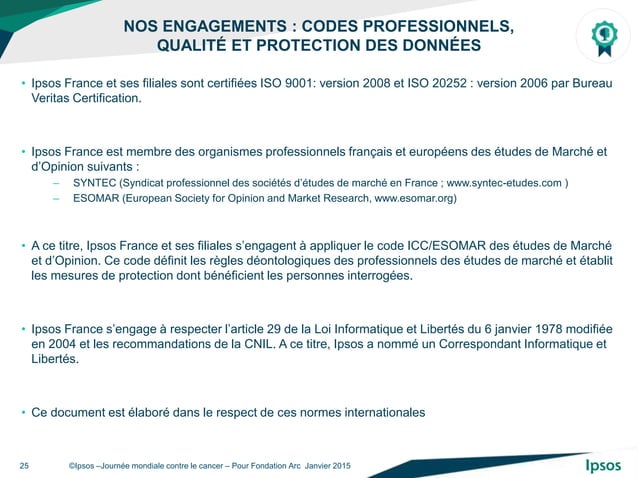 NOS ENGAGEMENTS : CODES PROFESSIONNELS,
QUALITÉ ET PROTECTION DES DONNÉES
• Ipsos France et ses filiales sont certifiées ISO 9001: version 2008 et ISO 20252 : version 2006 par Bureau
Veritas Certification.
• Ipsos France est membre des organismes professionnels français et européens des études de Marché et
d’Opinion suivants :
– SYNTEC (Syndicat professionnel des sociétés d’études de marché en France ; www.syntec-etudes.com )
– ESOMAR (European Society for Opinion and Market Research, www.esomar.org)
• A ce titre, Ipsos France et ses filiales s’engagent à appliquer le code ICC/ESOMAR des études de Marché
et d’Opinion. Ce code définit les règles déontologiques des professionnels des études de marché et établit
les mesures de protection dont bénéficient les personnes interrogées.
• Ipsos France s’engage à respecter l’article 29 de la Loi Informatique et Libertés du 6 janvier 1978 modifiée
en 2004 et les recommandations de la CNIL. A ce titre, Ipsos a nommé un Correspondant Informatique et
Libertés.
• Ce document est élaboré dans le respect de ces normes internationales
25 ©Ipsos –Journée mondiale contre le cancer – Pour Fondation Arc Janvier 2015
Ipsos